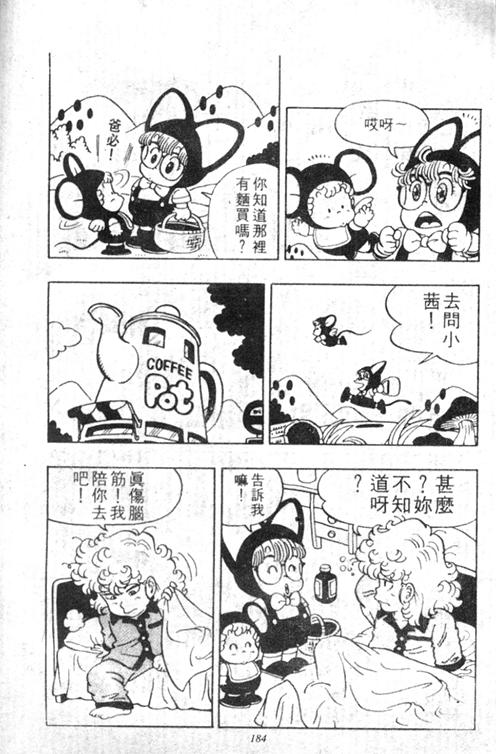 哎呀～
你知道那裡
有麵買嗎？
爸必！
去問小
茜！
COFFEE
Pot
甚麼
？妳
不知
道呀
？
告訴我
嘛！
眞傷腦
筋！我
陪你去
吧！
184